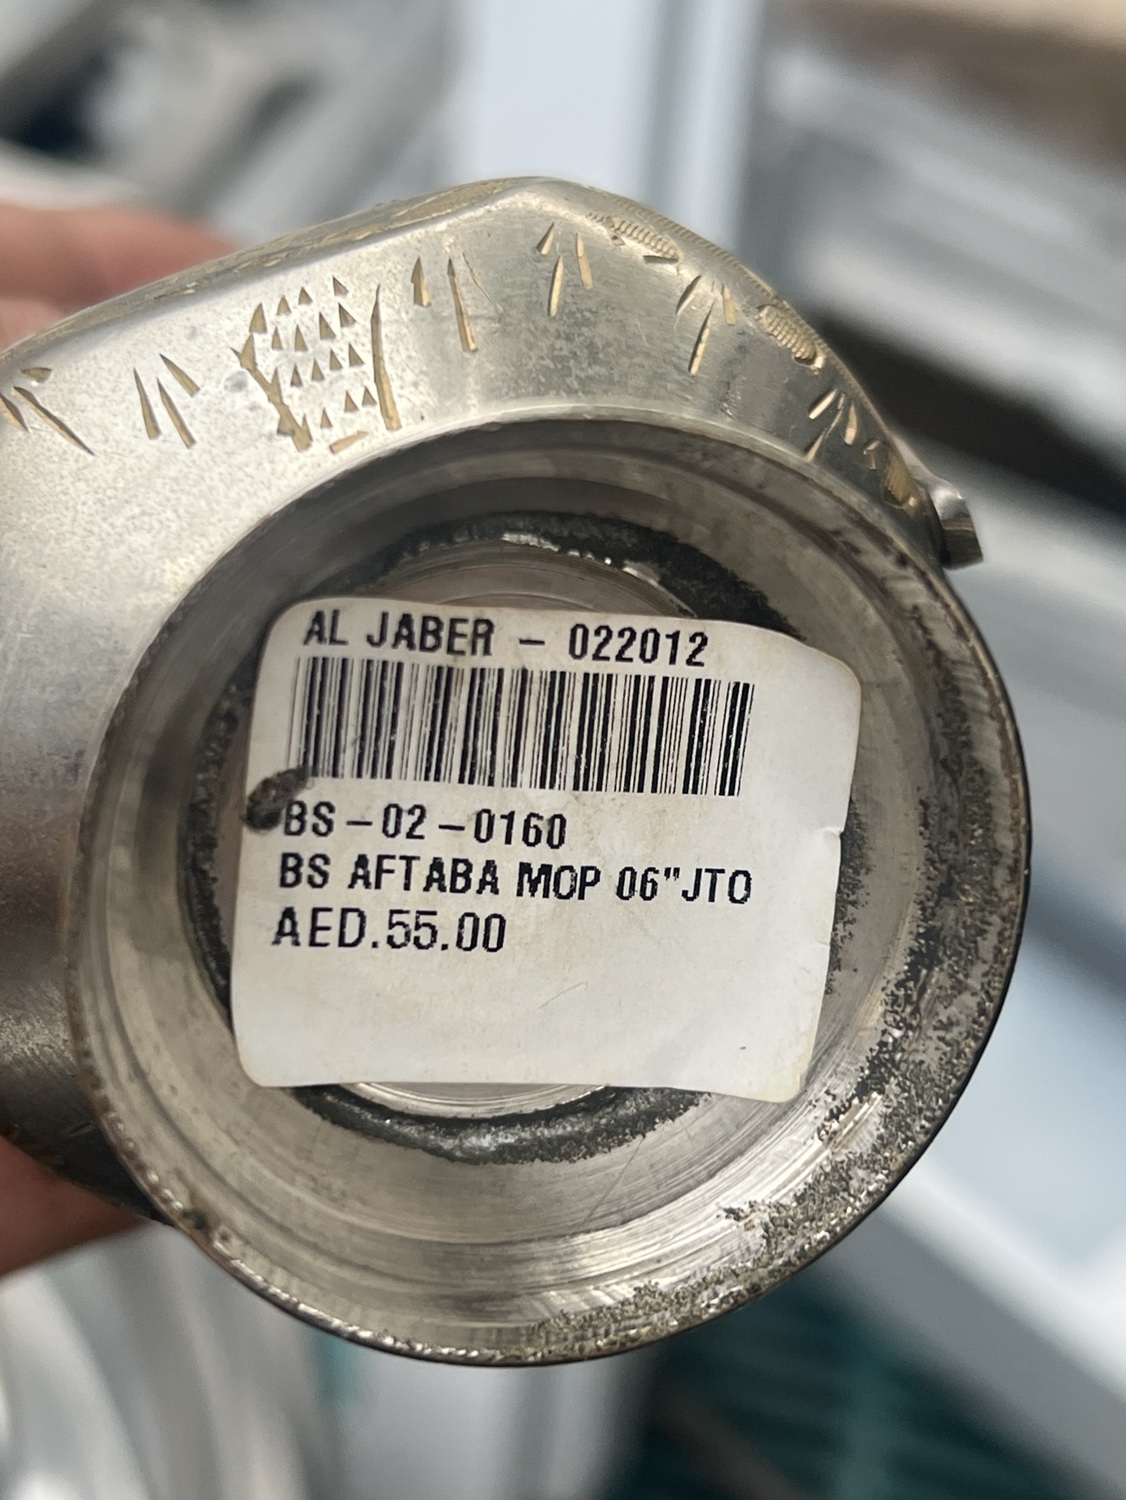 AL JABER - 022012
BS-02-0160
BS AFTABA MOP 06"JTO
AED.55.00